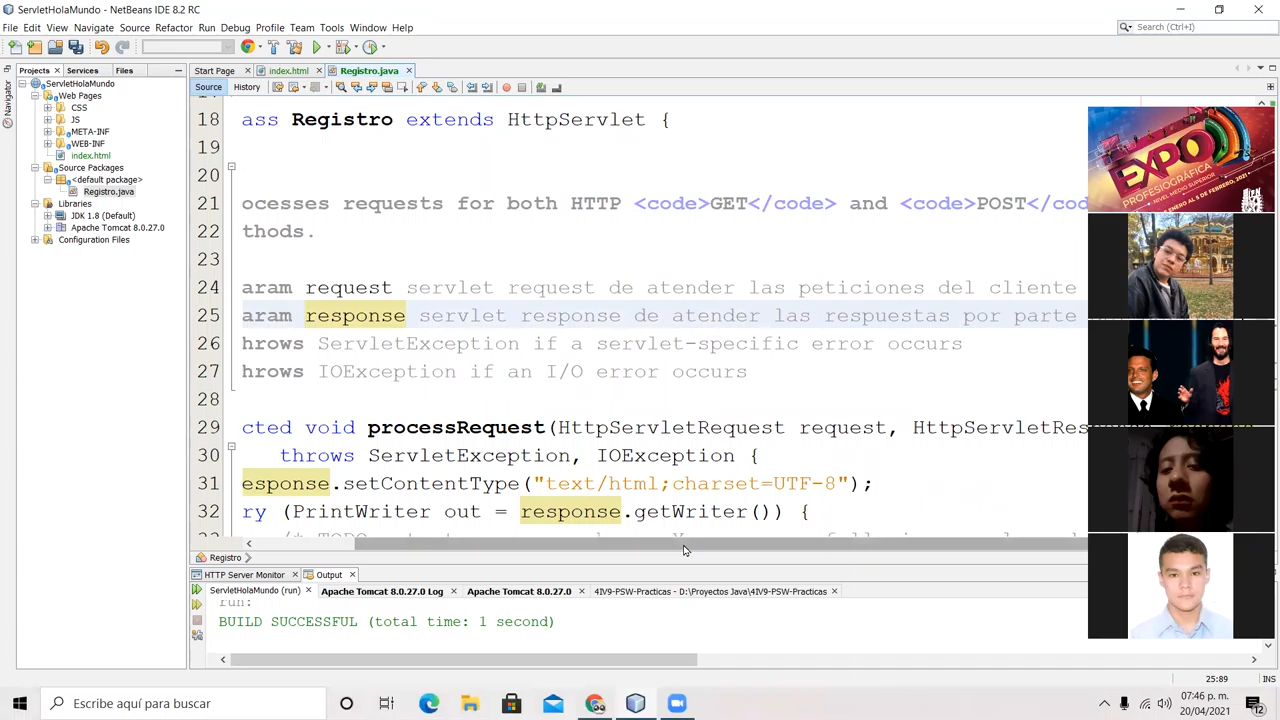 ServletHolaMundo - NetBeans IDE 8.2 RC
File Edit View Navigate Source Refactor Run Debug Profile Team Tools Window Help
Search (Ctrl+I)
Projects Services Files
Start Page index.html Registro.java
ServletHolaMundo
Source History
Navigator
Web Pages
CSS
JS
META-INF
WEB-INF
index.html
Source Packages
<default package>
Registro.java
Libraries
JDK 1.8 (Default)
Apache Tomcat 8.0.27.0
Configuration Files
18 ass Registro extends HttpServlet {
19
20
21 ocesses requests for both HTTP <code>GET</code> and <code>POST</cod
22 thods.
23
24 aram request servlet request de atender las peticiones del cliente
25 aram response servlet response de atender las respuestas por parte
26 hrows ServletException if a servlet-specific error occurs
27 hrows IOException if an I/O error occurs
28
29 cted void processRequest(HttpServletRequest request, HttpServletRes
30 throws ServletException, IOException {
31 esponse.setContentType("text/html;charset=UTF-8");
32 ry (PrintWriter out = response.getWriter()) {
Registro
HTTP Server Monitor Output
ServletHolaMundo (run) Apache Tomcat 8.0.27.0 Log Apache Tomcat 8.0.27.0 4IV9-PSW-Practicas - D:\Proyectos Java\4IV9-PSW-Practicas
run:
BUILD SUCCESSFUL (total time: 1 second)
25:89 INS
EXPO
PROFESIOGRÁFICA
NIVEL MEDIO SUPERIOR
Escribe aquí para buscar
07:46 p. m.
20/04/2021
12